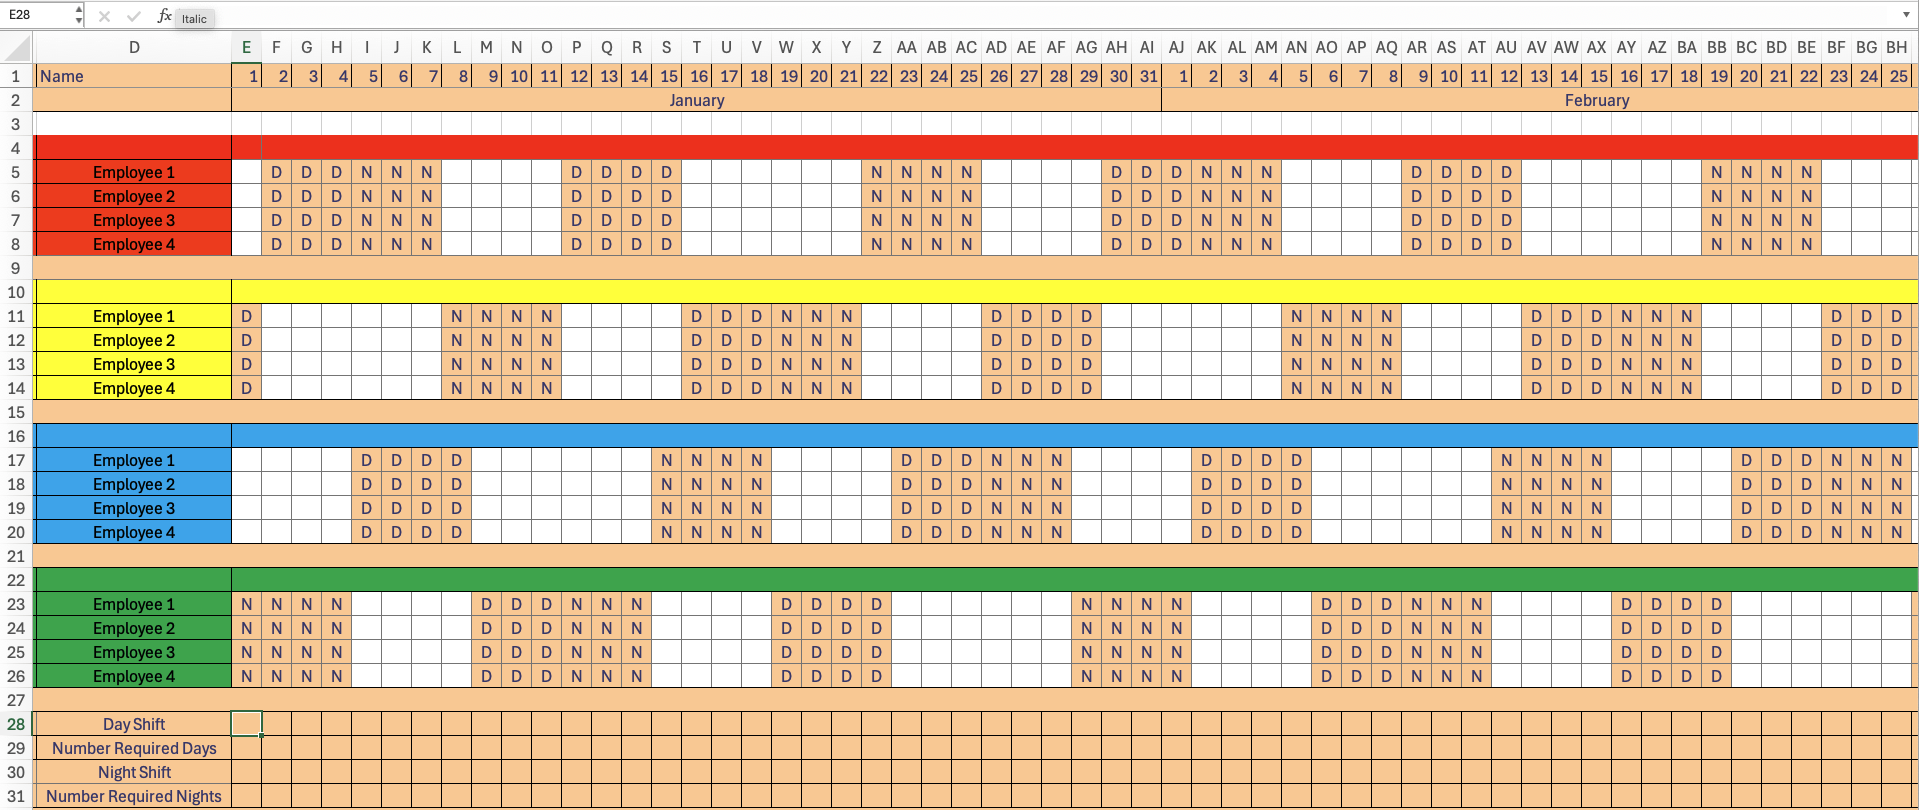 E28 fx Italic
D E F G H I J K L M N O P Q R S T U V W X Y Z AA AB AC AD AE AF AG AH AI AJ AK AL AM AN AO AP AQ AR AS AT AU AV AW AX AY AZ BA BB BC BD BE BF BG BH
1 Name 1 2 3 4 5 6 7 8 9 10 11 12 13 14 15 16 17 18 19 20 21 22 23 24 25 26 27 28 29 30 31 1 2 3 4 5 6 7 8 9 10 11 12 13 14 15 16 17 18 19 20 21 22 23 24 25
2 January February
3
4
5 Employee 1 D D D N N N D D D D N N N N D D D N N N D D D D N N N N
6 Employee 2 D D D N N N D D D D N N N N D D D N N N D D D D N N N N
7 Employee 3 D D D N N N D D D D N N N N D D D N N N D D D D N N N N
8 Employee 4 D D D N N N D D D D N N N N D D D N N N D D D D N N N N
9
10
11 Employee 1 D N N N N D D D N N N D D D D N N N N D D D N N N D D D
12 Employee 2 D N N N N D D D N N N D D D D N N N N D D D N N N D D D
13 Employee 3 D N N N N D D D N N N D D D D N N N N D D D N N N D D D
14 Employee 4 D N N N N D D D N N N D D D D N N N N D D D N N N D D D
15
16
17 Employee 1 D D D D N N N N D D D N N N D D D D N N N N D D D N N N
18 Employee 2 D D D D N N N N D D D N N N D D D D N N N N D D D N N N
19 Employee 3 D D D D N N N N D D D N N N D D D D N N N N D D D N N N
20 Employee 4 D D D D N N N N D D D N N N D D D D N N N N D D D N N N
21
22
23 Employee 1 N N N N D D D N N N D D D D N N N N D D D N N N D D D D
24 Employee 2 N N N N D D D N N N D D D D N N N N D D D N N N D D D D
25 Employee 3 N N N N D D D N N N D D D D N N N N D D D N N N D D D D
26 Employee 4 N N N N D D D N N N D D D D N N N N D D D N N N D D D D
27
28 Day Shift
29 Number Required Days
30 Night Shift
31 Number Required Nights